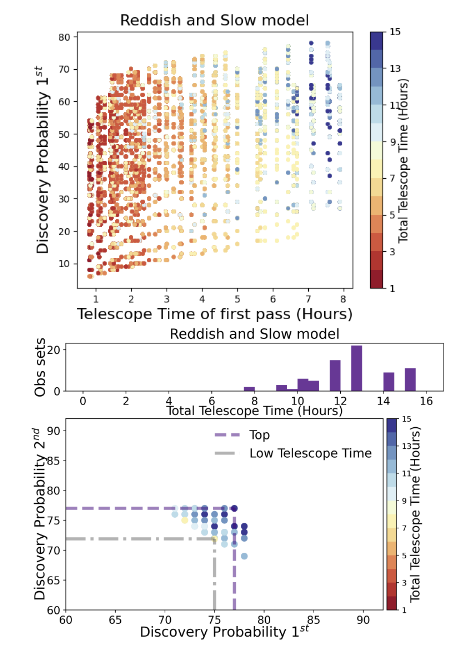 Reddish and Slow model
Discovery Probability 1st
80
70
60
50
40
30
20
10
1 2 3 4 5 6 7 8
Telescope Time of first pass (Hours)
15
13
11
9
7
5
3
1
Total Telescope Time (Hours)
Reddish and Slow model
Obs sets
20
0
0 2 4 6 8 10 12 14 16
Total Telescope Time (Hours)
Discovery Probability 2nd
90
85
80
75
70
65
60
Top
Low Telescope Time
60 65 70 75 80 85 90
Discovery Probability 1st
15
13
11
9
7
5
3
1
Total Telescope Time (Hours)